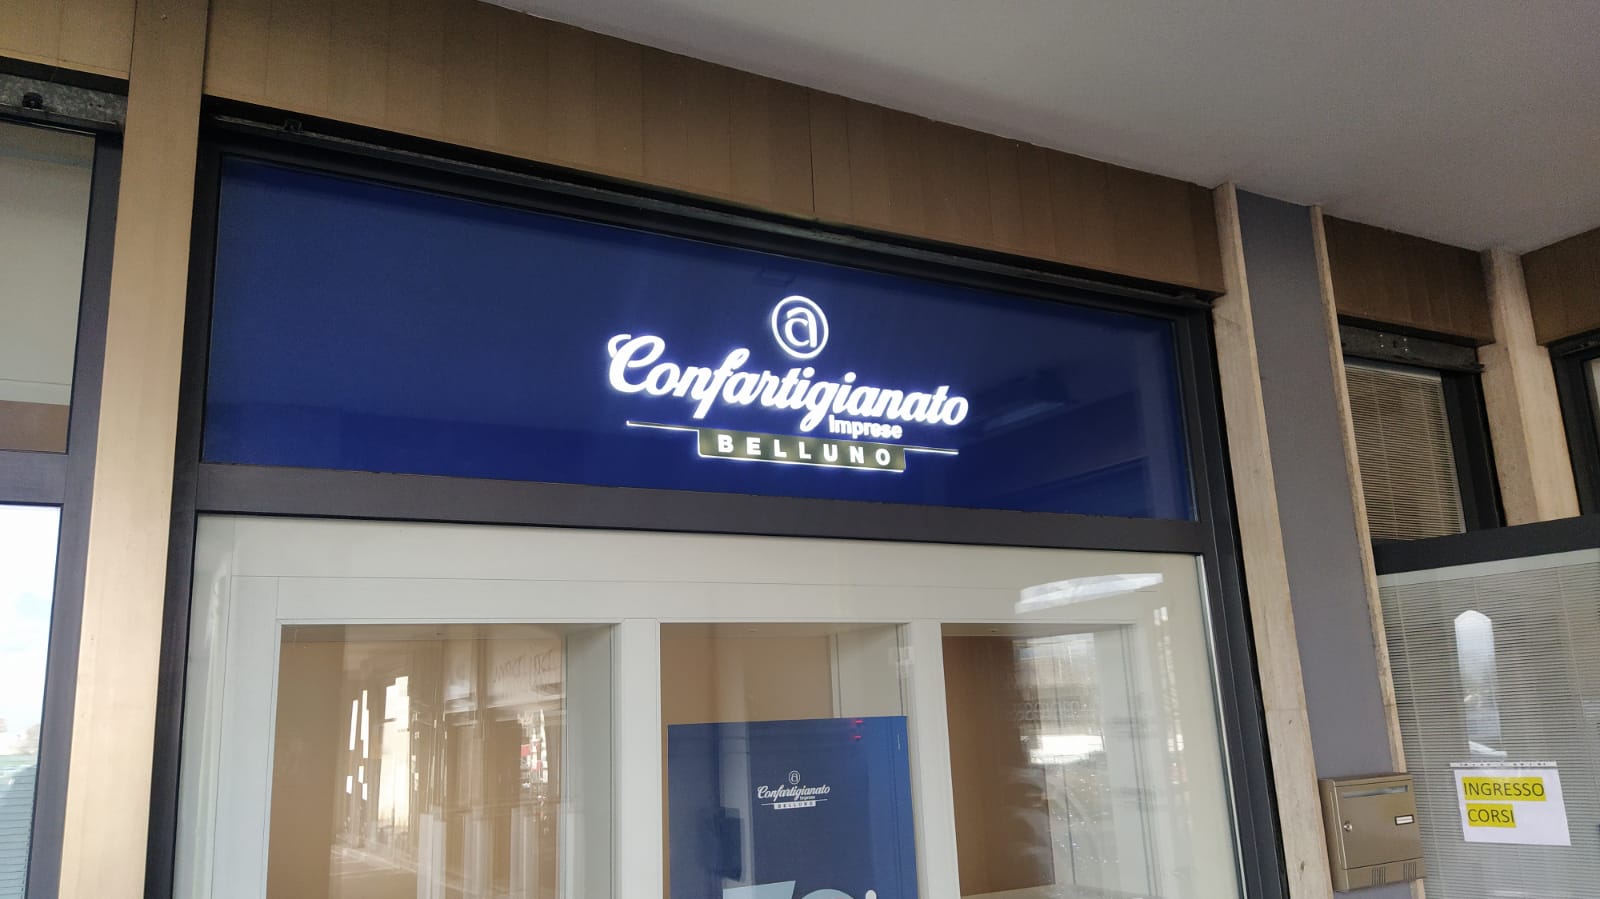 a
Confartigianato
Imprese
BELLUNO
a
Confartigianato
Imprese
BELLUNO
INGRESSO
CORSI